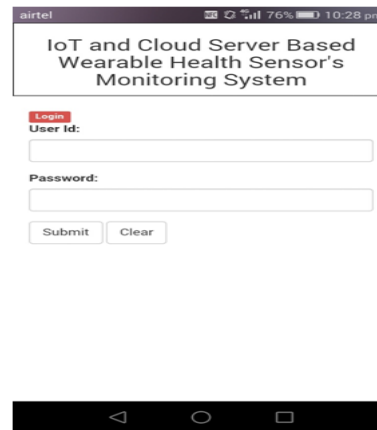 airtel 76% 10:28 pm
IoT and Cloud Server Based
Wearable Health Sensor's
Monitoring System
Login
User Id:
Password:
Submit Clear